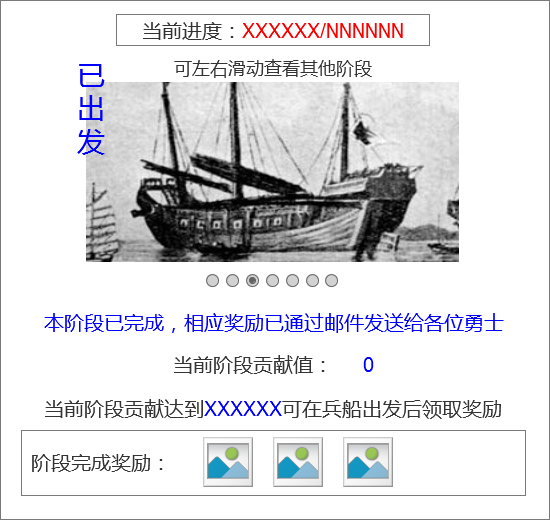 当前进度：XXXXXX/NNNNNN
可左右滑动查看其他阶段
已出发
本阶段已完成，相应奖励已通过邮件发送给各位勇士
当前阶段贡献值： 0
当前阶段贡献达到XXXXXX可在兵船出发后领取奖励
阶段完成奖励：